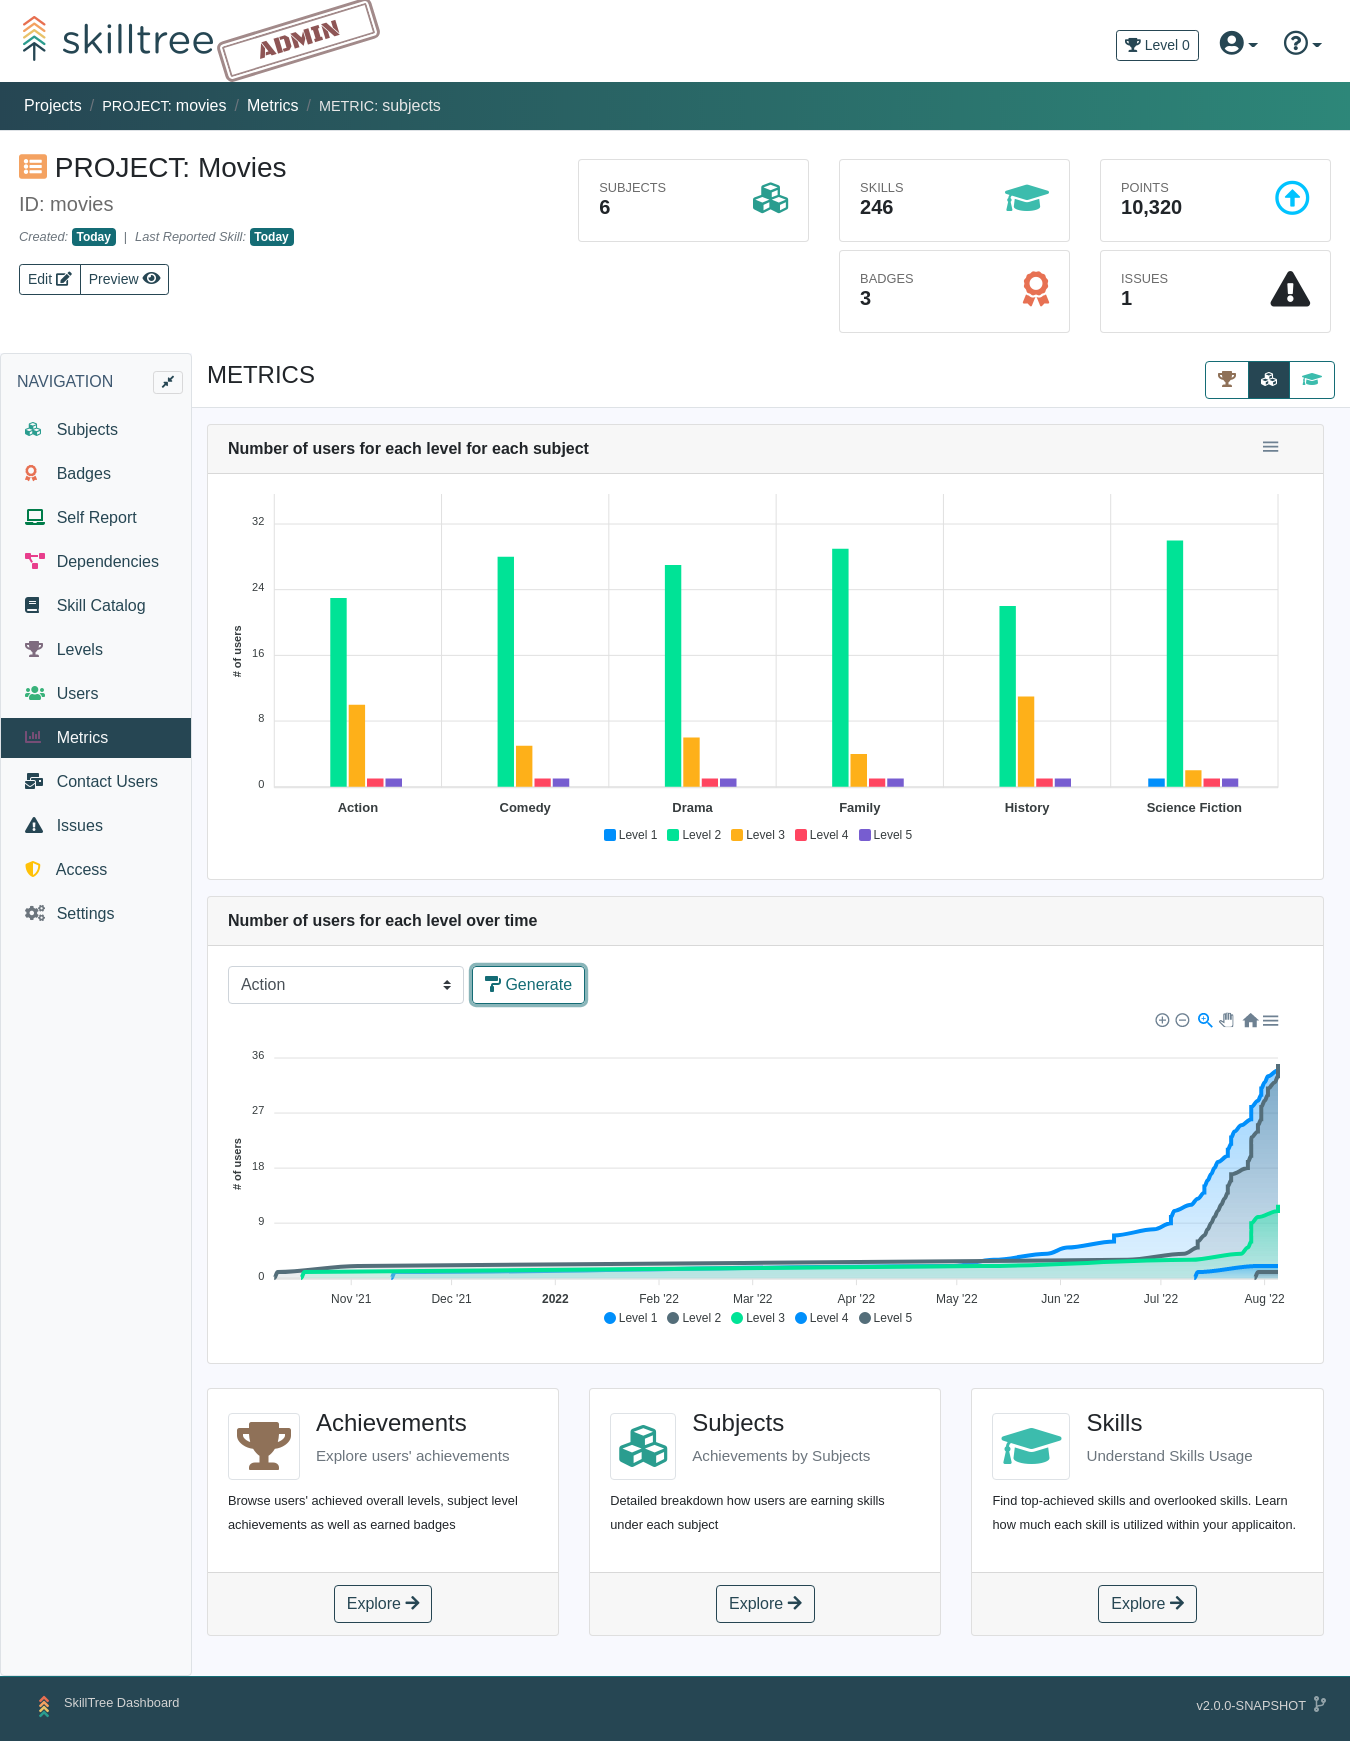 skilltree
ADMIN
Level 0
Projects / PROJECT: movies / Metrics / METRIC: subjects
PROJECT: Movies
ID: movies
Created: Today | Last Reported Skill: Today
Edit
Preview
SUBJECTS
6
SKILLS
246
POINTS
10,320
BADGES
3
ISSUES
1
NAVIGATION
Subjects
Badges
Self Report
Dependencies
Skill Catalog
Levels
Users
Metrics
Contact Users
Issues
Access
Settings
METRICS
Number of users for each level for each subject
# of users
32
24
16
8
0
Action Comedy Drama Family History Science Fiction
Level 1 Level 2 Level 3 Level 4 Level 5
Number of users for each level over time
Action
Generate
# of users
36
27
18
9
0
Nov '21 Dec '21 2022 Feb '22 Mar '22 Apr '22 May '22 Jun '22 Jul '22 Aug '22
Level 1 Level 2 Level 3 Level 4 Level 5
Achievements
Explore users' achievements
Browse users' achieved overall levels, subject level
achievements as well as earned badges
Explore
Subjects
Achievements by Subjects
Detailed breakdown how users are earning skills
under each subject
Explore
Skills
Understand Skills Usage
Find top-achieved skills and overlooked skills. Learn
how much each skill is utilized within your applicaiton.
Explore
SkillTree Dashboard
v2.0.0-SNAPSHOT